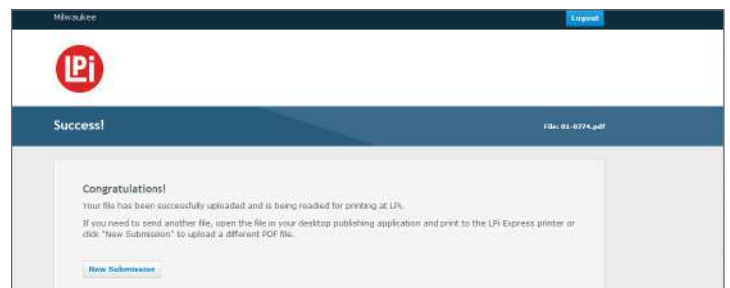 Milwaukee
Logout
LPi
Success!
File: 01-0774.pdf
Congratulations!
Your file has been successfully uploaded and is being readied for printing at LPi.
If you need to send another file, open the file in your desktop publishing application and print to the LPi Express printer or
click "New Submission" to upload a different PDF file.
New Submission